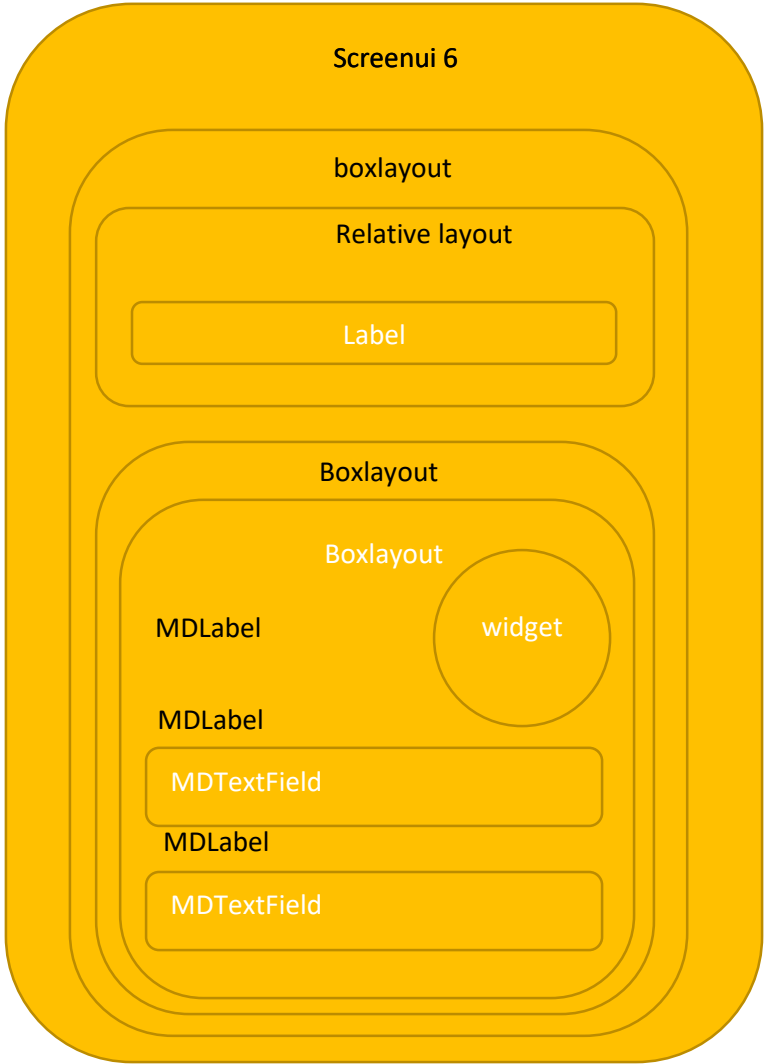 Screenui 6
boxlayout
Relative layout
Label
Boxlayout
Boxlayout
MDLabel
widget
MDLabel
MDTextField
MDLabel
MDTextField